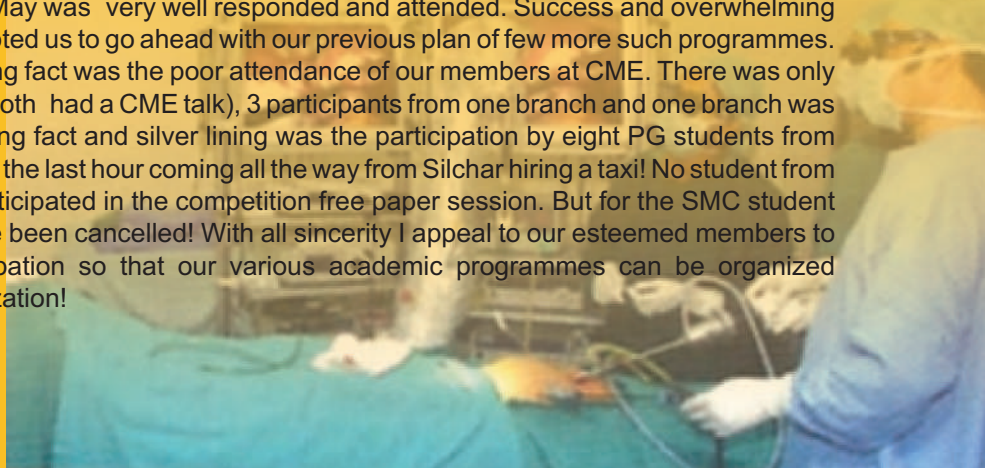 May was very well responded and attended. Success and overwhelming
ted us to go ahead with our previous plan of few more such programmes.
g fact was the poor attendance of our members at CME. There was only
oth had a CME talk), 3 participants from one branch and one branch was
ng fact and silver lining was the participation by eight PG students from
the last hour coming all the way from Silchar hiring a taxi! No student from
ticipated in the competition free paper session. But for the SMC student
been cancelled! With all sincerity I appeal to our esteemed members to
pation so that our various academic programmes can be organized
zation!